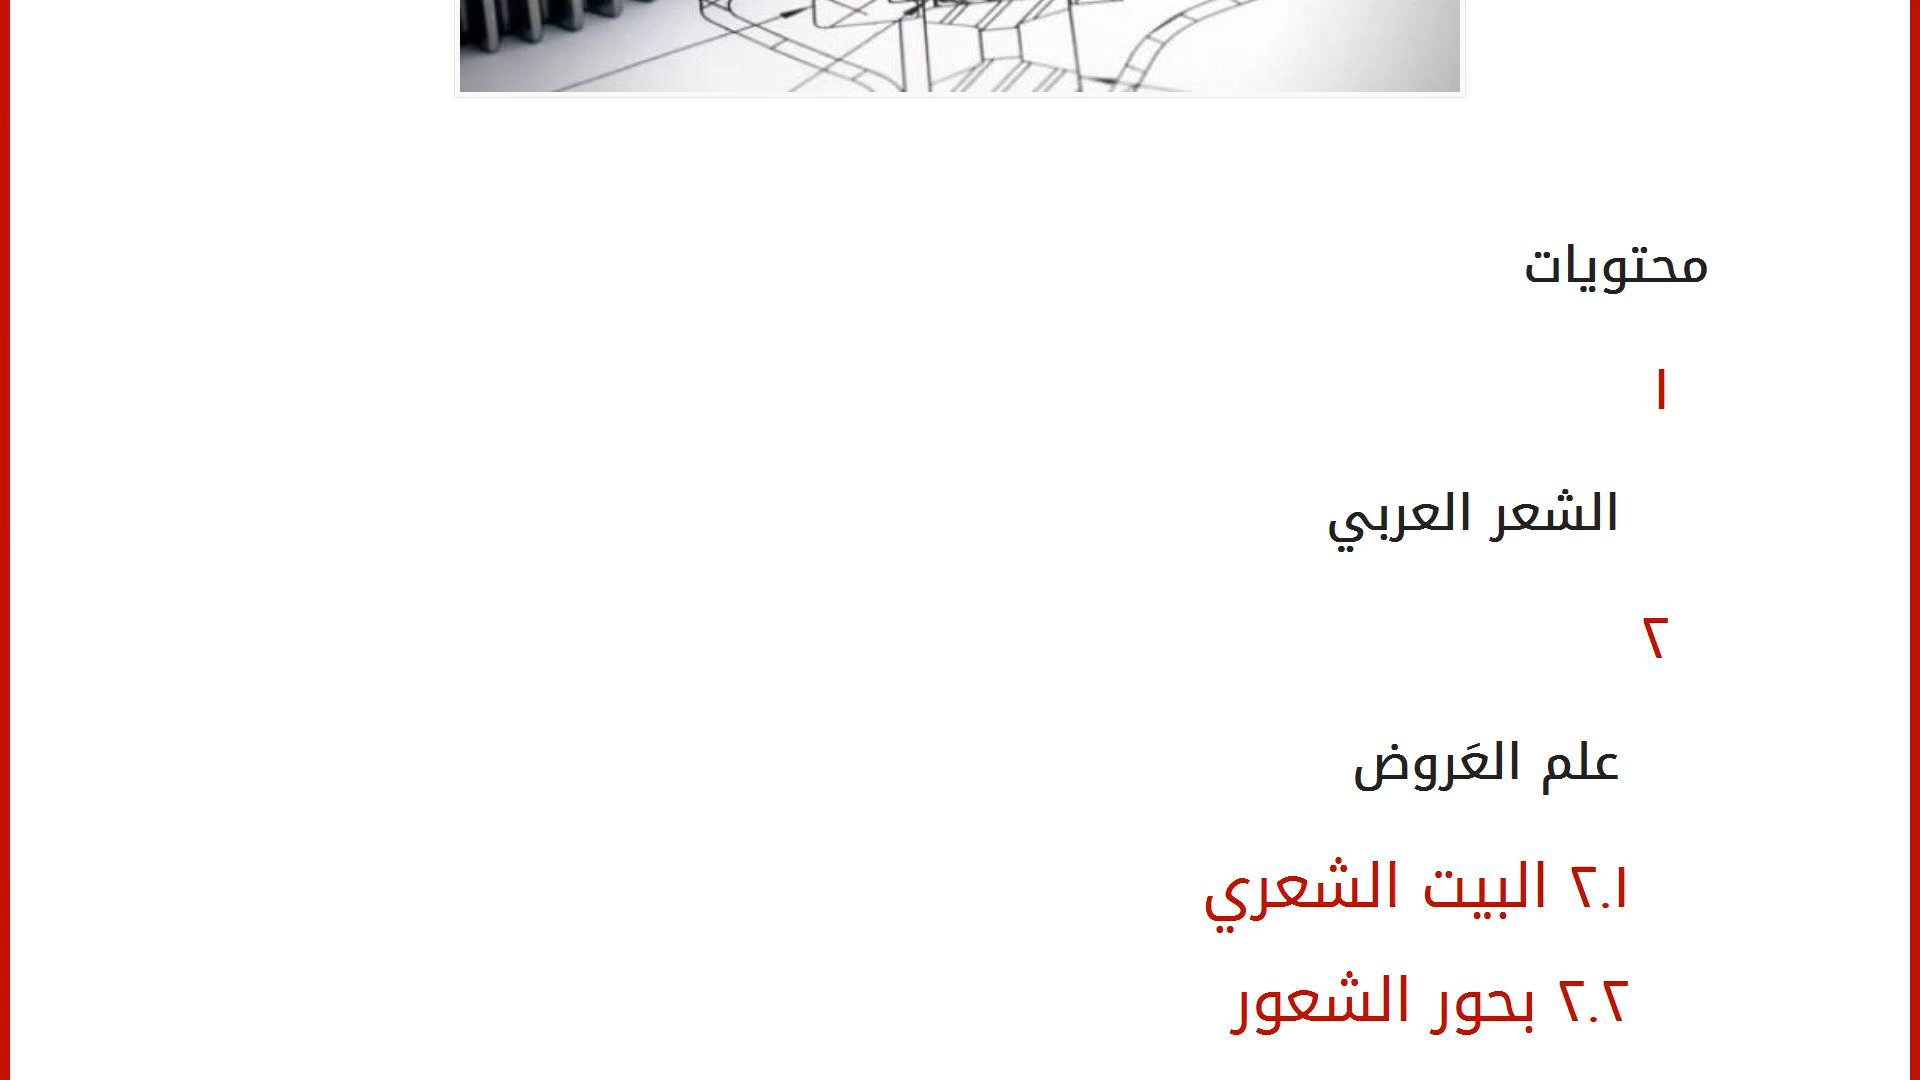 محتويات
١
الشعر العربي
٢
علم العَروض
٢.١ البيت الشعري
٢.٢ بحور الشعور